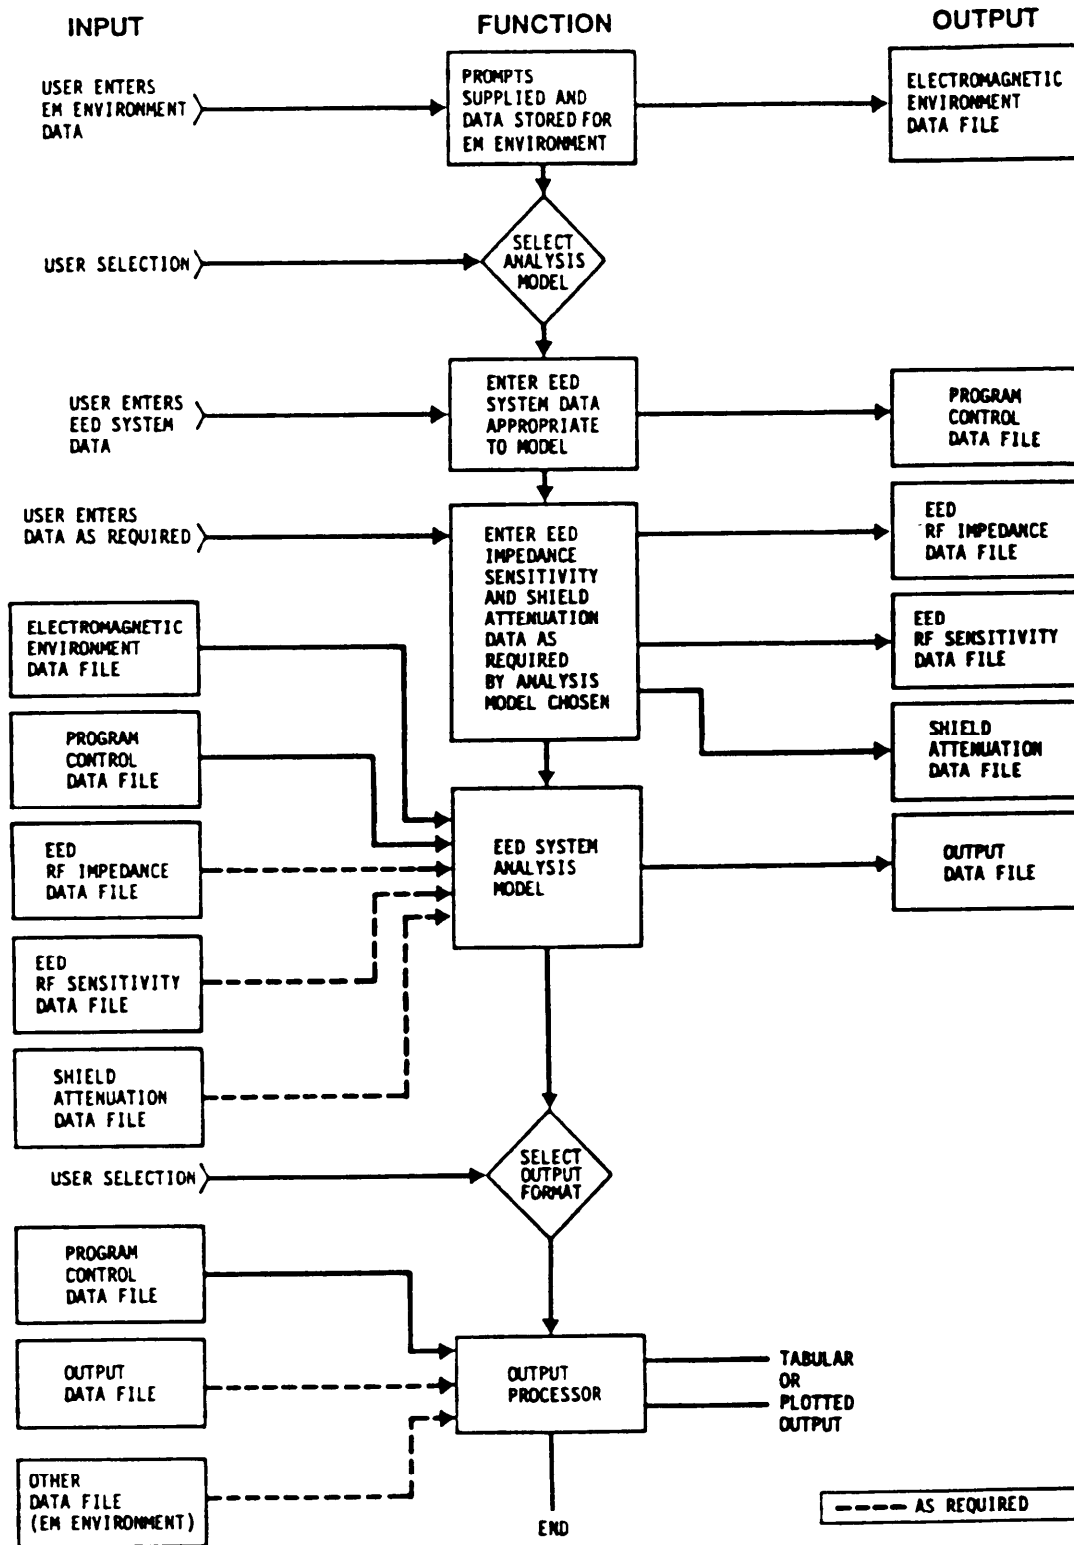 INPUT
FUNCTION
OUTPUT
USER ENTERS
EM ENVIRONMENT
DATA
PROMPTS
SUPPLIED AND
DATA STORED FOR
EM ENVIRONMENT
ELECTROMAGNETIC
ENVIRONMENT
DATA FILE
USER SELECTION
SELECT
ANALYSIS
MODEL
USER ENTERS
EED SYSTEM
DATA
ENTER EED
SYSTEM DATA
APPROPRIATE
TO MODEL
PROGRAM
CONTROL
DATA FILE
USER ENTERS
DATA AS REQUIRED
ENTER EED
IMPEDANCE
SENSITIVITY
AND SHIELD
ATTENUATION
DATA AS
REQUIRED
BY ANALYSIS
MODEL CHOSEN
EED
RF IMPEDANCE
DATA FILE
EED
RF SENSITIVITY
DATA FILE
SHIELD
ATTENUATION
DATA FILE
ELECTROMAGNETIC
ENVIRONMENT
DATA FILE
PROGRAM
CONTROL
DATA FILE
EED
RF IMPEDANCE
DATA FILE
EED
RF SENSITIVITY
DATA FILE
SHIELD
ATTENUATION
DATA FILE
EED SYSTEM
ANALYSIS
MODEL
OUTPUT
DATA FILE
USER SELECTION
SELECT
OUTPUT
FORMAT
PROGRAM
CONTROL
DATA FILE
OUTPUT
DATA FILE
OTHER
DATA FILE
(EM ENVIRONMENT)
OUTPUT
PROCESSOR
TABULAR
OR
PLOTTED
OUTPUT
END
AS REQUIRED